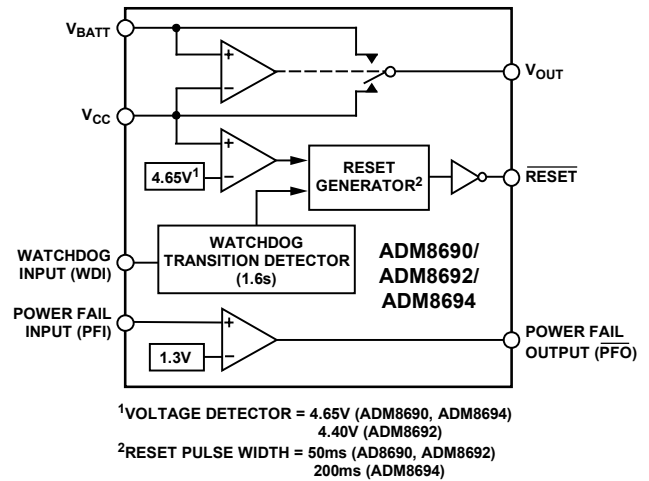 VBATT
VOUT
VCC
4.65V1
RESET
GENERATOR2
RESET
WATCHDOG
INPUT (WDI)
WATCHDOG
TRANSITION DETECTOR
(1.6s)
ADM8690/
ADM8692/
ADM8694
POWER FAIL
INPUT (PFI)
1.3V
POWER FAIL
OUTPUT (PFO)
1VOLTAGE DETECTOR = 4.65V (ADM8690, ADM8694)
4.40V (ADM8692)
2RESET PULSE WIDTH = 50ms (AD8690, ADM8692)
200ms (ADM8694)